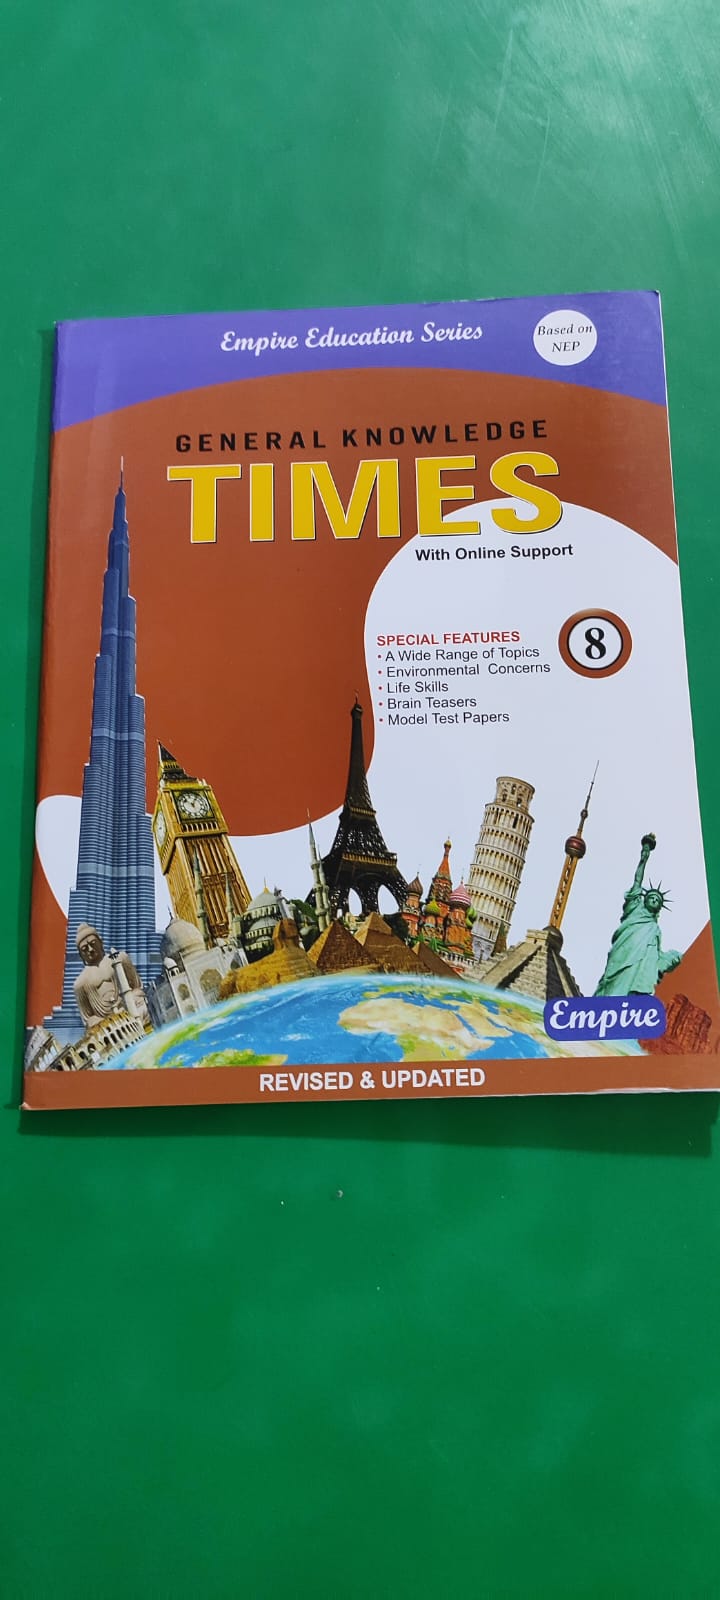 Empire Education Series
Based on
NEP
GENERAL KNOWLEDGE
TIMES
With Online Support
SPECIAL FEATURES
• A Wide Range of Topics
• Environmental Concerns
• Life Skills
• Brain Teasers
• Model Test Papers
8
Empire
REVISED & UPDATED